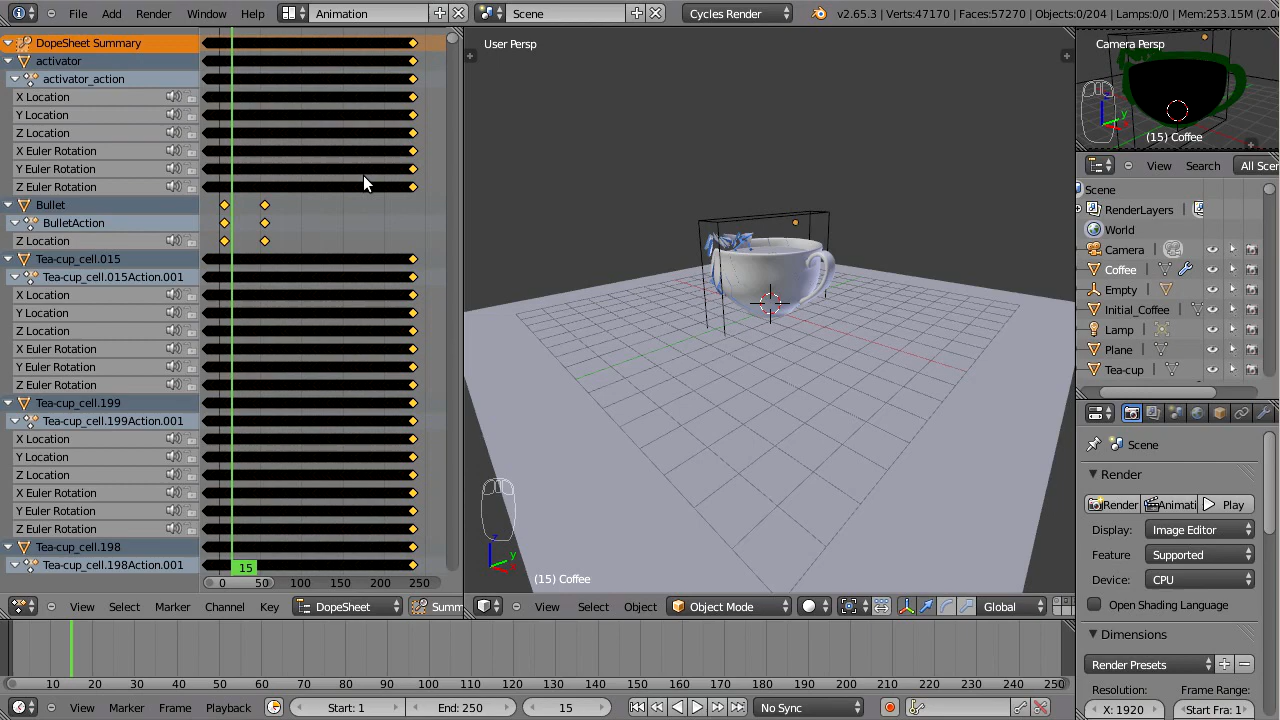 File Add Render Window Help Animation Scene Cycles Render v2.65.3 | Verts:47170 | Faces:57270 | Objects:0/204 | Lamps:0/0 | Mem:253.15M (2.0
DopeSheet Summary
activator
activator_action
X Location
Y Location
Z Location
X Euler Rotation
Y Euler Rotation
Z Euler Rotation
Bullet
BulletAction
Z Location
Tea-cup_cell.015
Tea-cup_cell.015Action.001
X Location
Y Location
Z Location
X Euler Rotation
Y Euler Rotation
Z Euler Rotation
Tea-cup_cell.199
Tea-cup_cell.199Action.001
X Location
Y Location
Z Location
X Euler Rotation
Y Euler Rotation
Z Euler Rotation
Tea-cup_cell.198
Tea-cup_cell.198Action.001
15
0 50 100 150 200 250
View Select Marker Channel Key DopeSheet Summ
User Persp
z y
(15) Coffee
View Select Object Object Mode Global
Camera Persp
z y
(15) Coffee
View Search All Scen
Scene
RenderLayers
World
Camera
Coffee
Empty
Initial_Coffee
Lamp
Plane
Tea-cup
Scene
Render
Render Animati Play
Display: Image Editor
Feature Supported
Device: CPU
Open Shading Language
Dimensions
Render Presets
Resolution: Frame Range:
X: 1920 Start Fra: 1
10 20 30 40 50 60 70 80 90 100 110 120 130 140 150 160 170 180 190 200 210 220 230 240 250
View Marker Frame Playback Start: 1 End: 250 15 No Sync